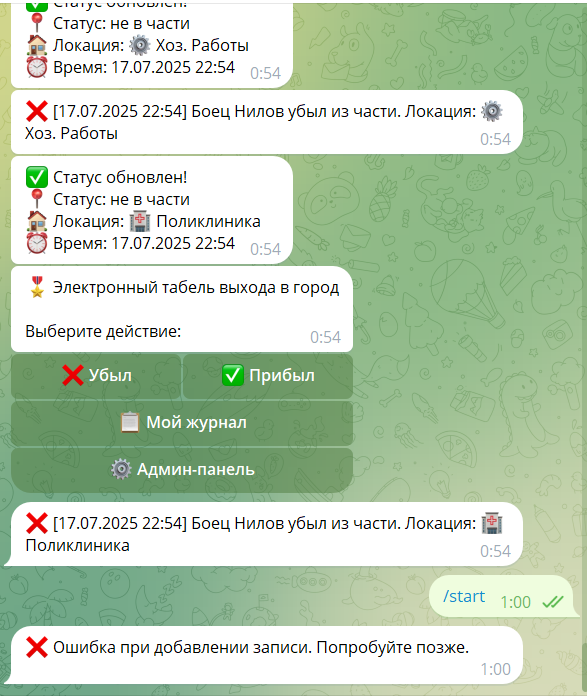 Статус обновлен!
Статус: не в части
Локация: ⚙️ Хоз. Работы
Время: 17.07.2025 22:54 0:54
❌ [17.07.2025 22:54] Боец Нилов убыл из части. Локация: ⚙️
Хоз. Работы 0:54
✅ Статус обновлен!
📍 Статус: не в части
🏠 Локация: 🏥 Поликлиника
⏰ Время: 17.07.2025 22:54 0:54
🎖️ Электронный табель выхода в город
Выберите действие: 0:54
❌ Убыл ✅ Прибыл
📋 Мой журнал
⚙️ Админ-панель
❌ [17.07.2025 22:54] Боец Нилов убыл из части. Локация: 🏥
Поликлиника 0:54
/start 1:00
❌ Ошибка при добавлении записи. Попробуйте позже.
1:00